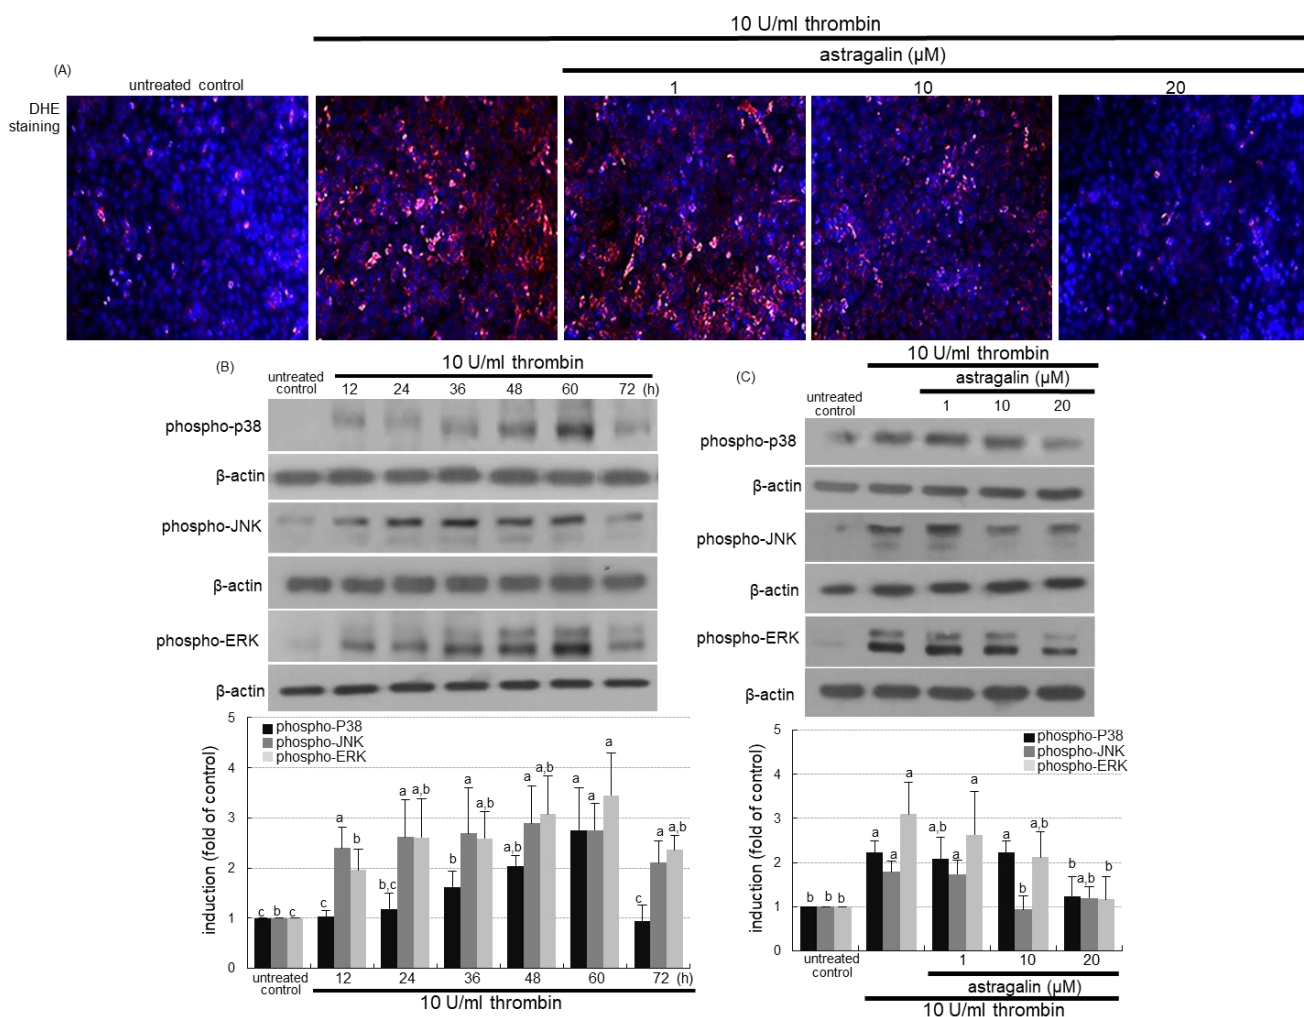 10 U/ml thrombin
astragalin (µM)
(A)
untreated control
1
10
20
DHE
staining
(B)
10 U/ml thrombin
untreated
control
12
24
36
48
60
72
(h)
phospho-p38
β-actin
phospho-JNK
β-actin
phospho-ERK
β-actin
5
4
3
2
1
0
induction (fold of control)
phospho-P38
phospho-JNK
phospho-ERK
c b c
c a b
b,c a a,b
b a a,b
a,b a a,b
a a a
c a a,b
untreated
control
12
24
36
48
60
72
(h)
10 U/ml thrombin
(C)
10 U/ml thrombin
astragalin (µM)
untreated
control
1
10
20
phospho-p38
β-actin
phospho-JNK
β-actin
phospho-ERK
β-actin
5
4
3
2
1
0
induction (fold of control)
phospho-P38
phospho-JNK
phospho-ERK
b b b
a a a
a,b a a
a b a,b
b a,b b
untreated
control
1
10
20
astragalin (µM)
10 U/ml thrombin